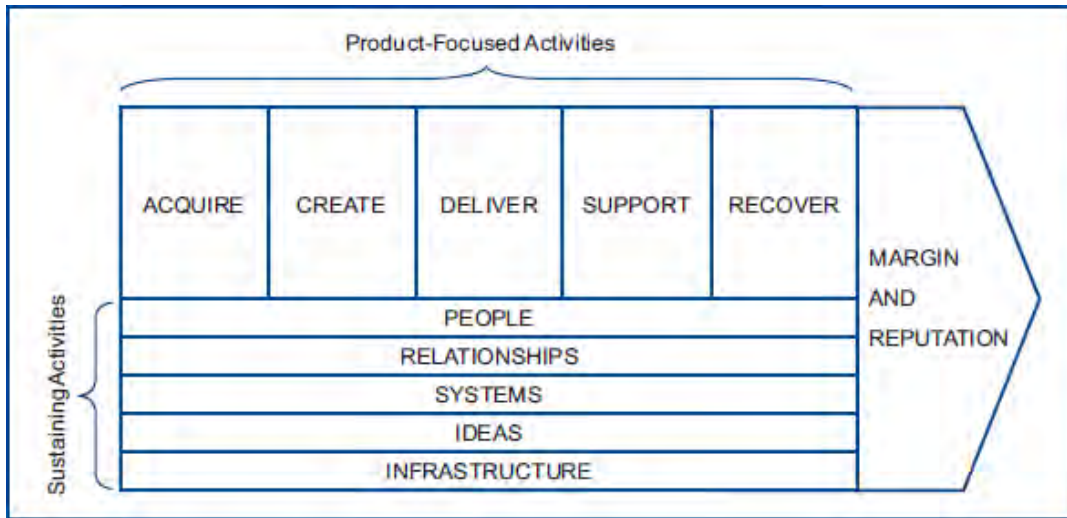 Product-Focused Activities
ACQUIRE
CREATE
DELIVER
SUPPORT
RECOVER
MARGIN
AND
REPUTATION
Sustaining Activities
PEOPLE
RELATIONSHIPS
SYSTEMS
IDEAS
INFRASTRUCTURE